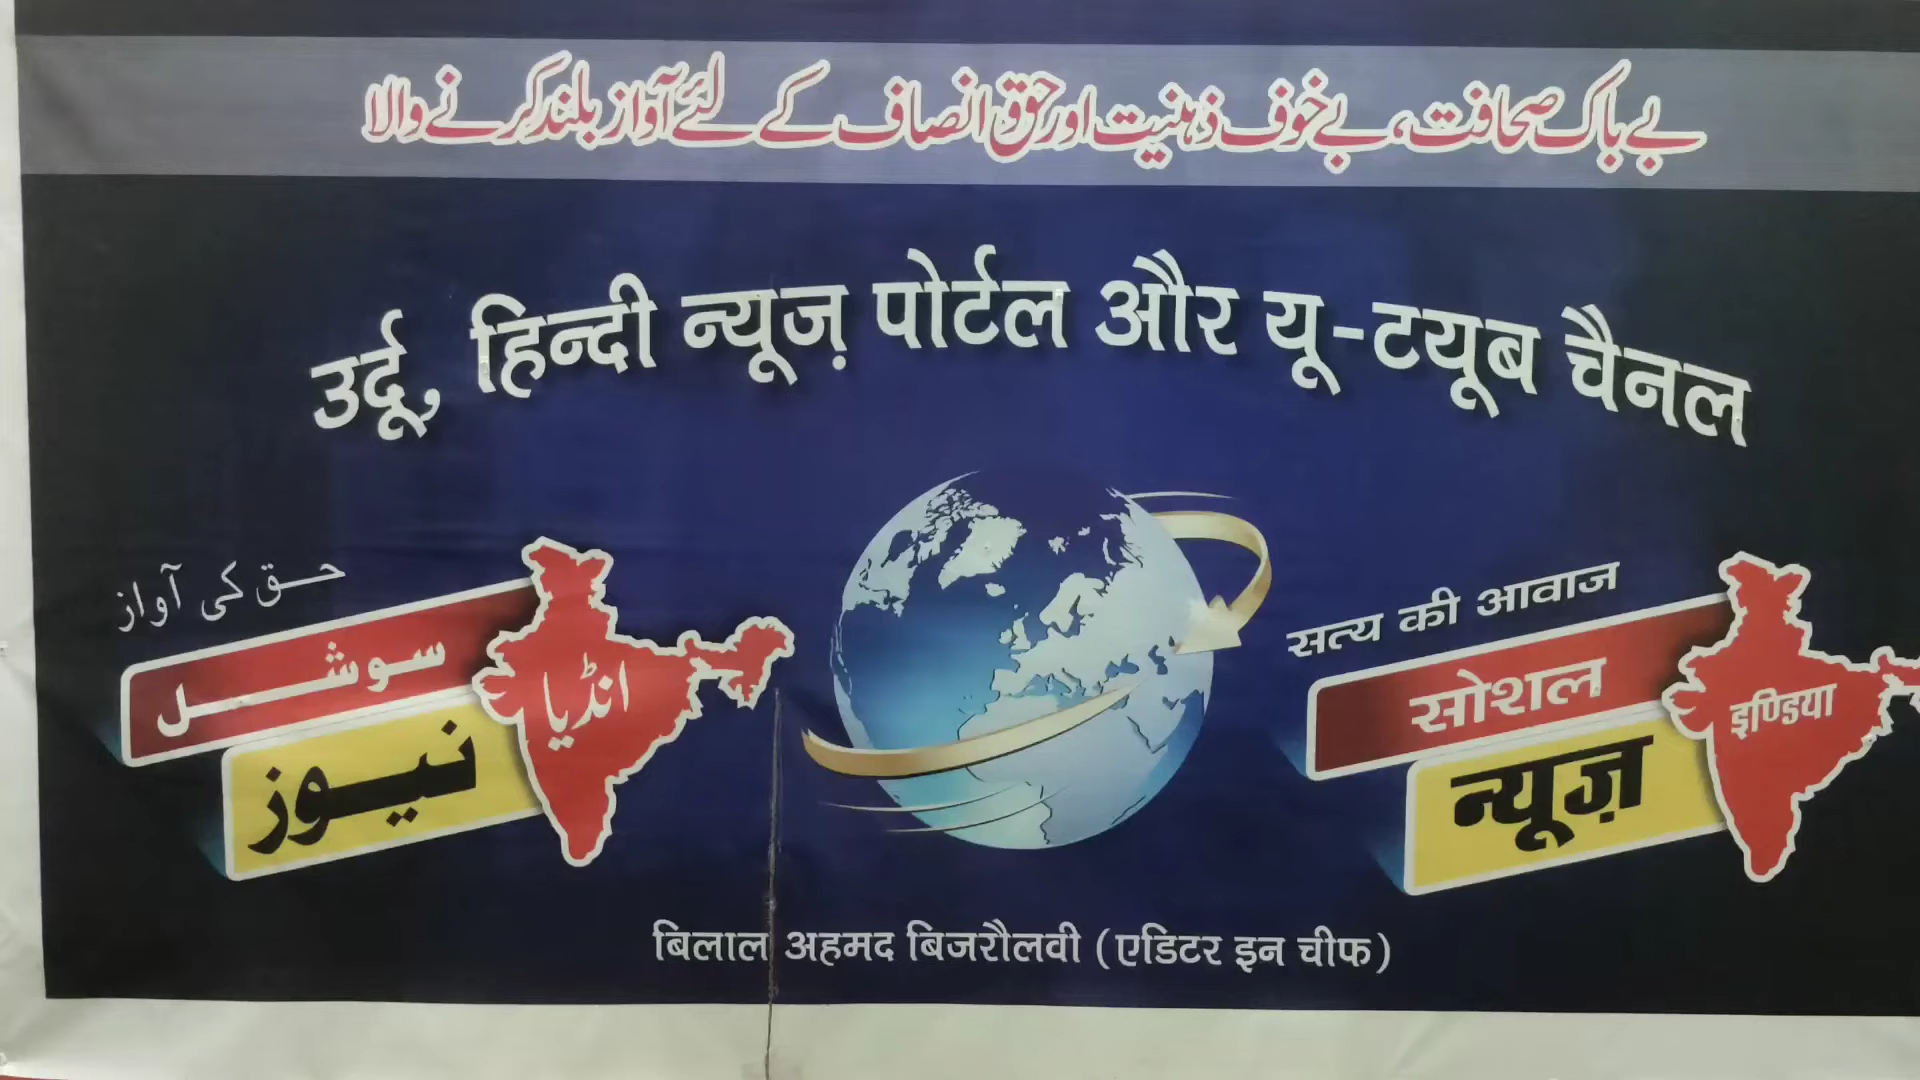 بے باک صحافت، بے خوف ذہنیت اور حق انصاف کے لئے آواز بلند کرنے والا
उर्दू, हिन्दी न्यूज़ पोर्टल और यू-टयूब चैनल
حق کی آواز
سوشل
انڈیا
نیوز
सत्य की आवाज
सोशल
इण्डिया
न्यूज़
बिलाल अहमद बिजरौलवी (एडिटर इन चीफ)